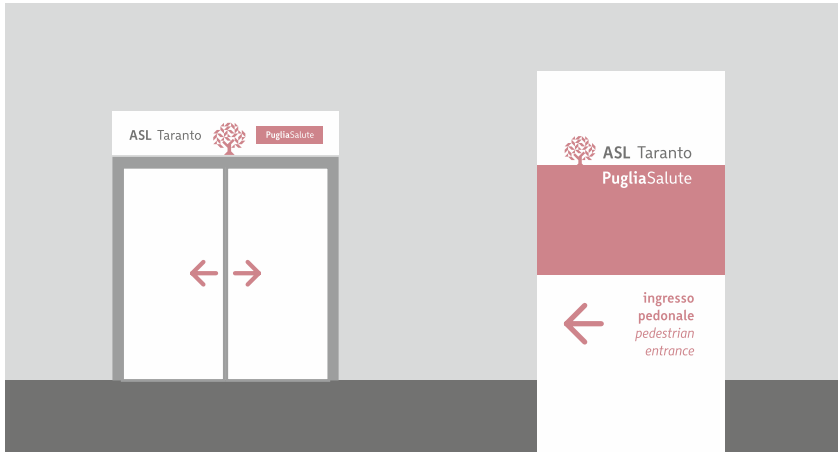 ASL Taranto
PugliaSalute
ASL Taranto
PugliaSalute
ingresso
pedonale
pedestrian
entrance